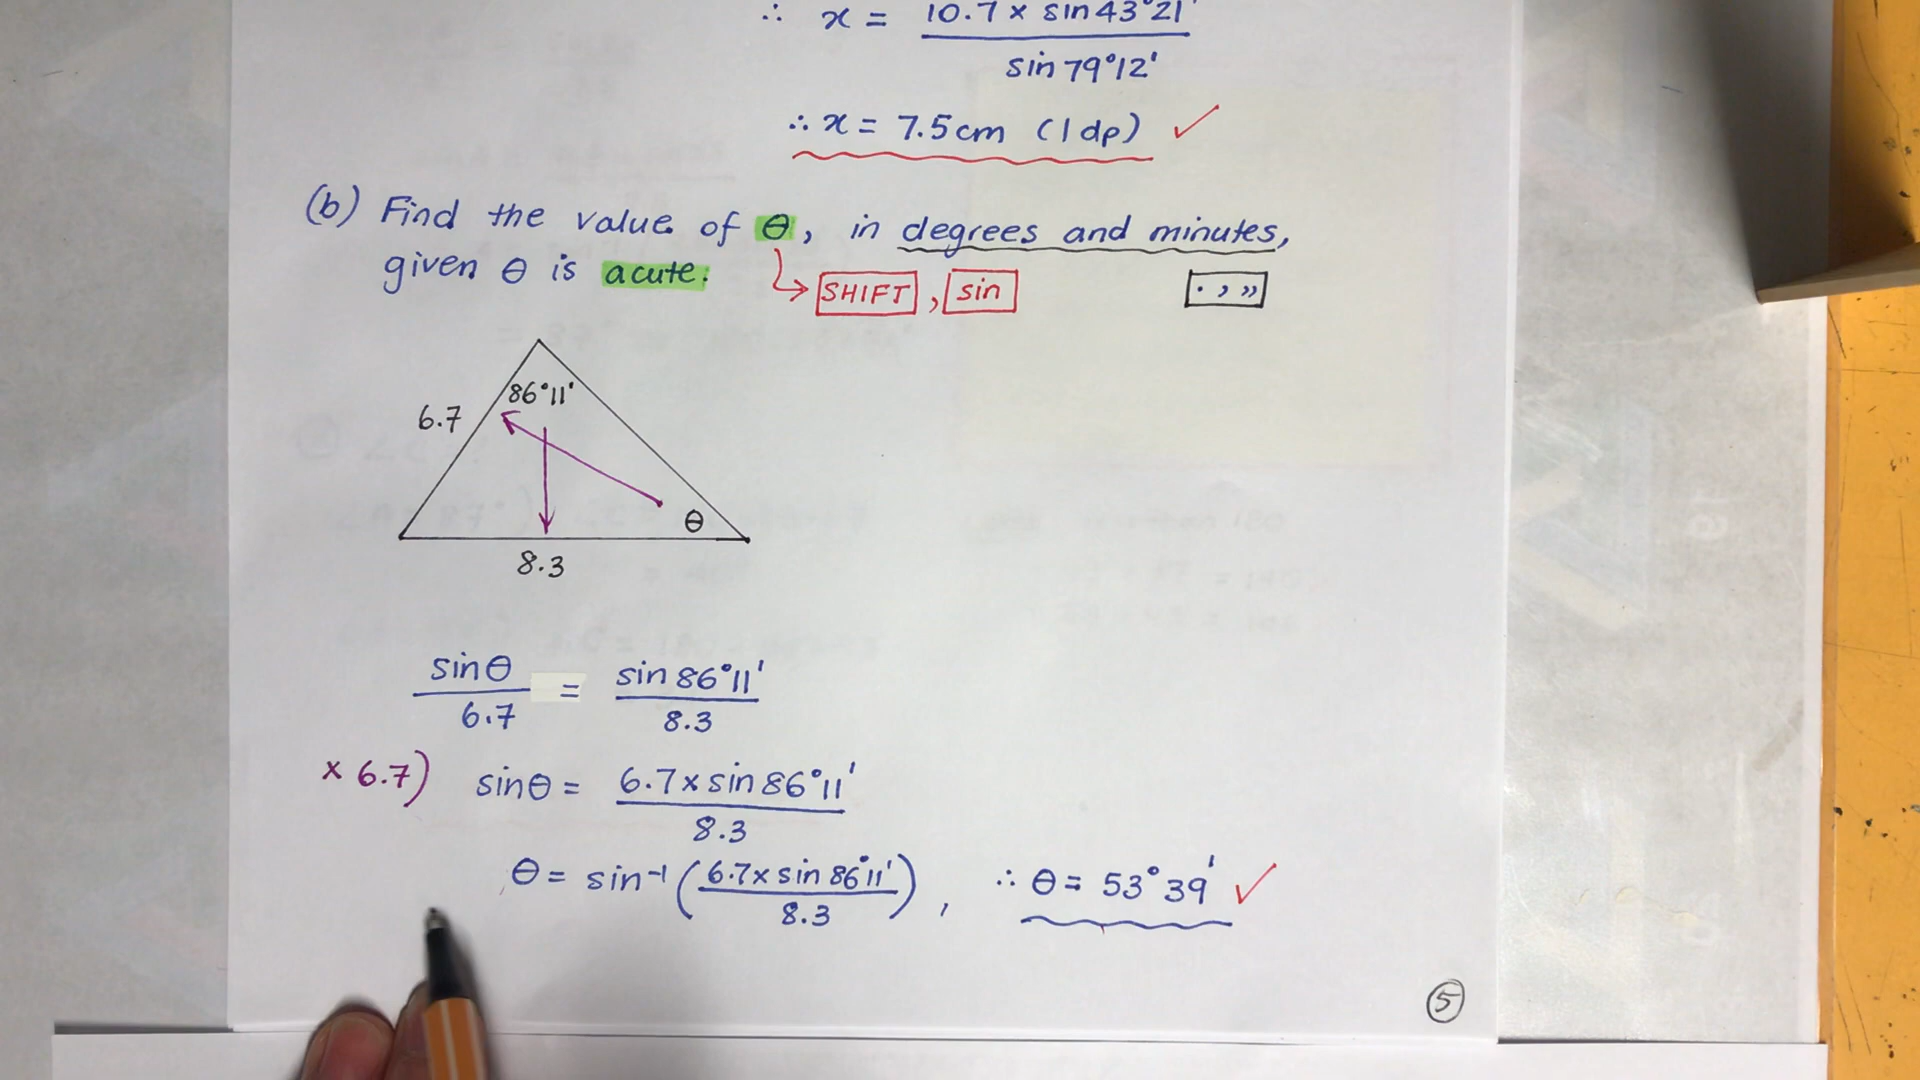 ∴ x = 10.7 × sin 43°21' / sin 79°12'
∴ x = 7.5cm (1 dp) ✓
(b) Find the value of θ, in degrees and minutes,
given θ is acute.
SHIFT , sin
° , ,,
86°11'
6.7
θ
8.3
sin θ / 6.7 = sin 86°11' / 8.3
× 6.7) sin θ = 6.7 × sin 86°11' / 8.3
θ = sin⁻¹ (6.7 × sin 86°11' / 8.3) , ∴ θ = 53°39' ✓
5